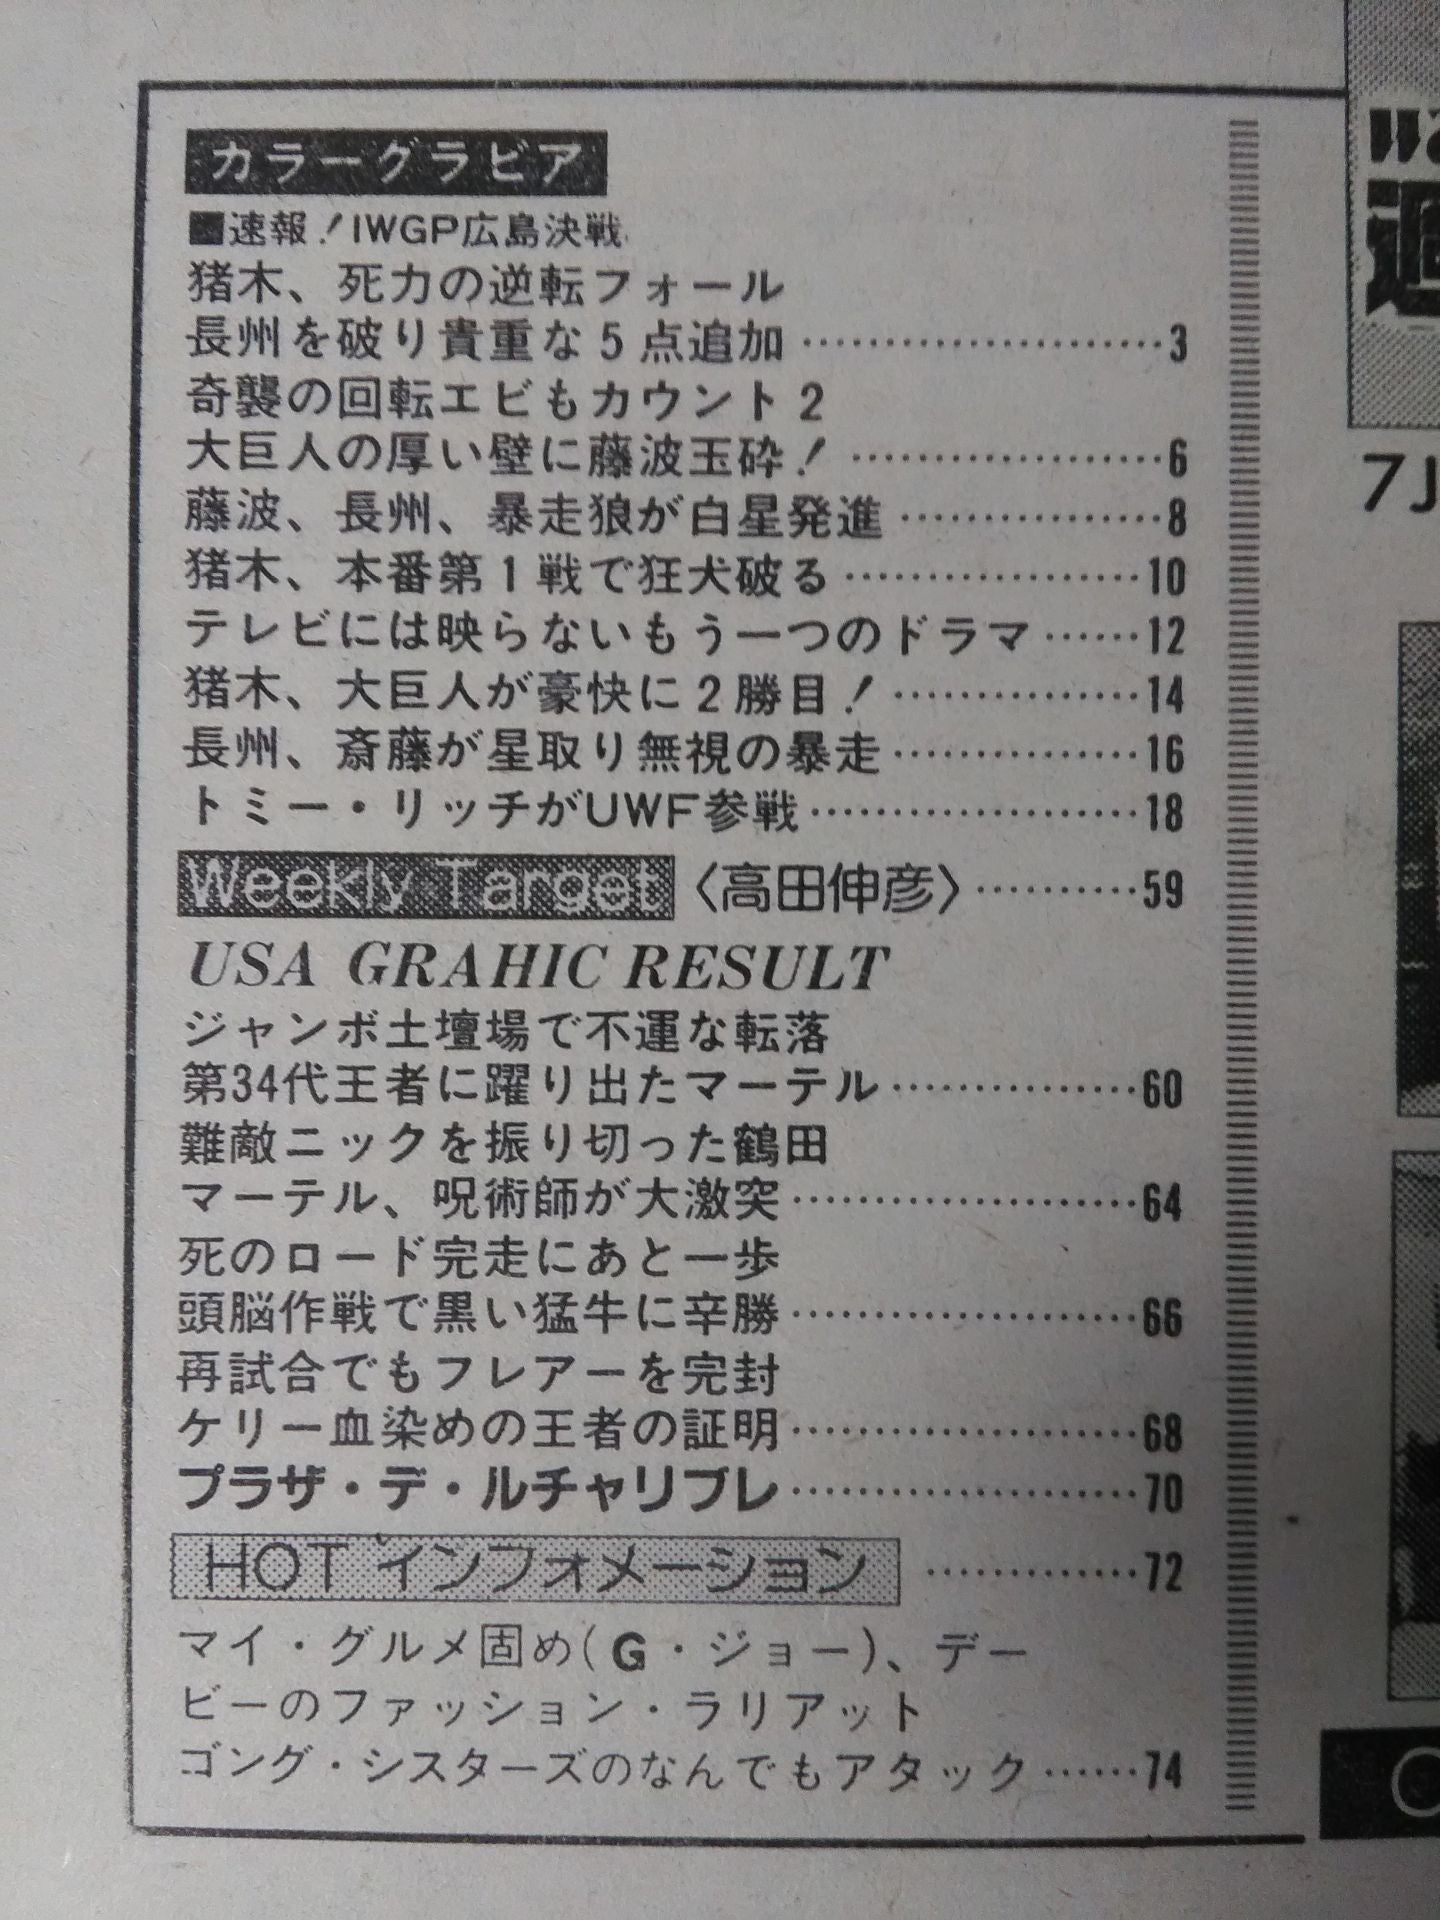 カラーグラビア
■速報!IWGP広島決戦
猪木、死力の逆転フォール
長州を破り貴重な5点追加……………………3
奇襲の回転エビもカウント2
大巨人の厚い壁に藤波玉砕!…………………6
藤波、長州、暴走狼が白星発進………………8
猪木、本番第1戦で狂犬破る…………………10
テレビには映らないもう一つのドラマ……12
猪木、大巨人が豪快に2勝目!………………14
長州、斎藤が星取り無視の暴走………………16
トミー・リッチがUWF参戦……………………18
Weekly Target〈高田伸彦〉…………59
USA GRAHIC RESULT
ジャンボ土壇場で不運な転落
第34代王者に躍り出たマーテル………………60
難敵ニックを振り切った鶴田
マーテル、呪術師が大激突……………………64
死のロード完走にあと一歩
頭脳作戦で黒い猛牛に辛勝……………………66
再試合でもフレアーを完封
ケリー血染めの王者の証明……………………68
プラザ・デ・ルチャリブレ……………………70
HOTインフォメーション……………72
マイ・グルメ固め(G・ジョー)、デー
ビーのファッション・ラリアット
ゴング・シスターズのなんでもアタック……74
7J